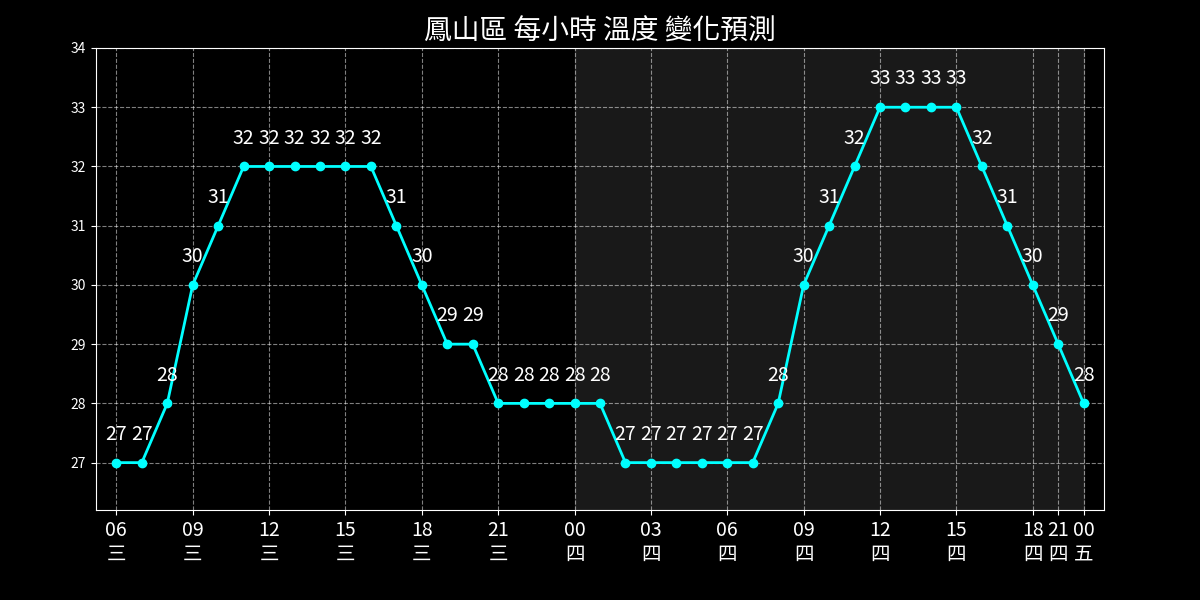 鳳山區 每小時 溫度 變化預測
34
33
32
31
30
29
28
27
33 33 33 33
32 32 32 32 32 32 32 32
31 31 31 31
30 30 30 30
29 29 29
28 28 28 28 28 28 28 28
27 27 27 27 27 27 27 27
06 09 12 15 18 21 00 03 06 09 12 15 18 21 00
三 三 三 三 三 三 四 四 四 四 四 四 四 四 五